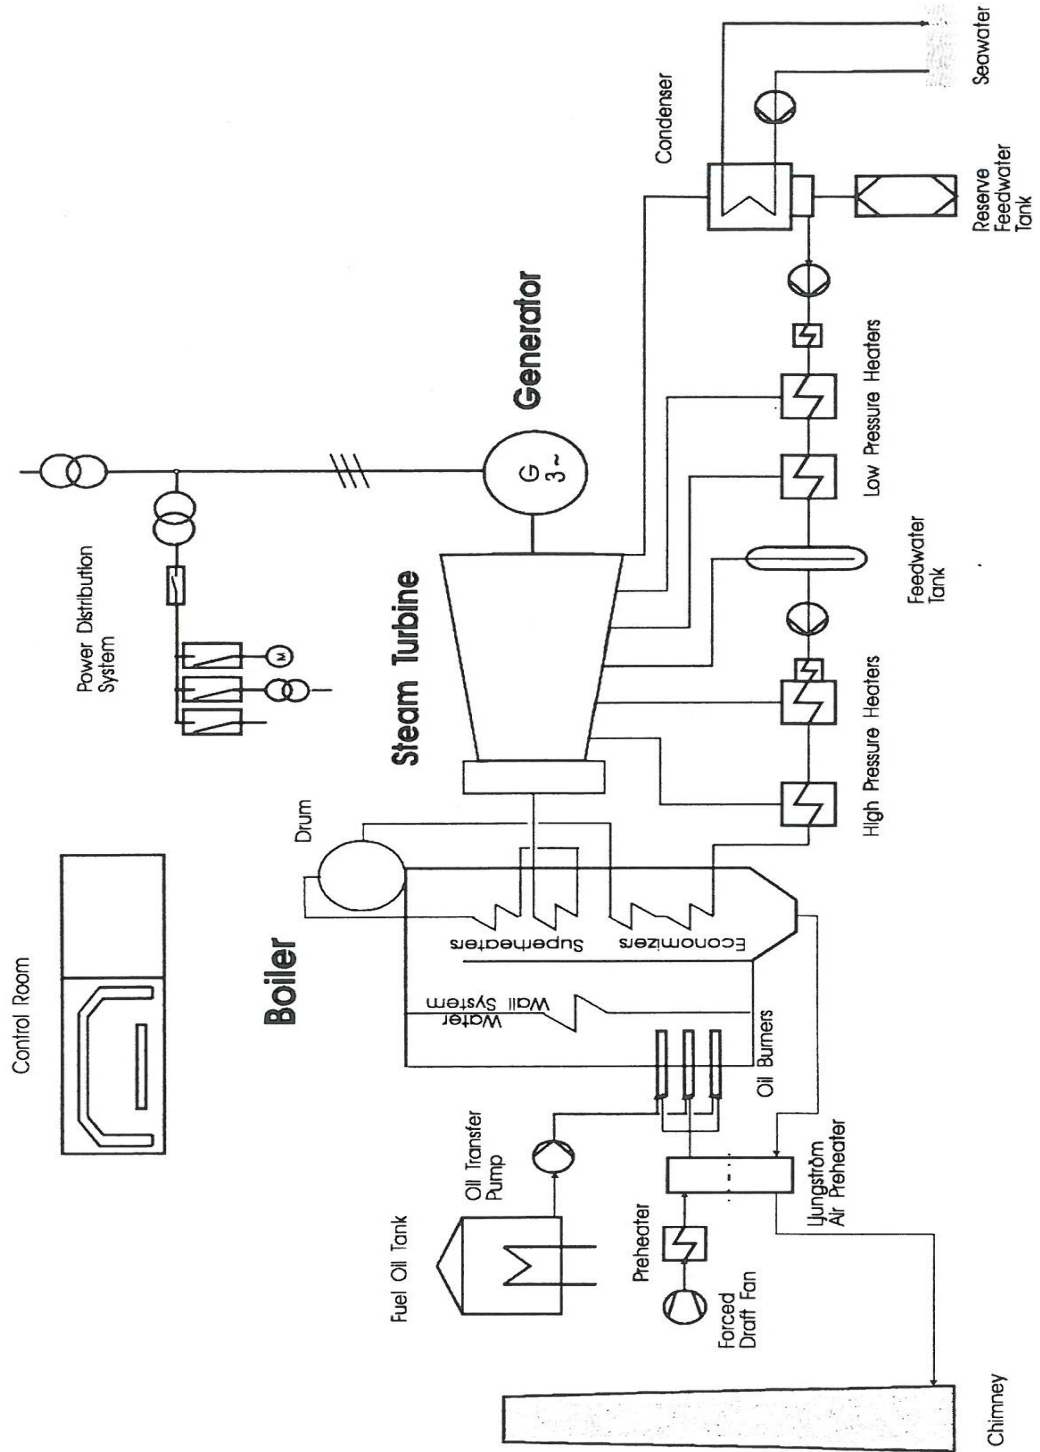 Control Room
Power Distribution
System
Boiler
Drum
Steam Turbine
Generator
G
3~
M
Condenser
Seawater
Reserve
Feedwater
Tank
Low Pressure Heaters
Feedwater
Tank
High Pressure Heaters
Superheaters
Economizers
Water
Wall System
Oil Burners
Fuel Oil Tank
Oil Transfer
Pump
Preheater
Forced
Draft Fan
Ljungström
Air Preheater
Chimney